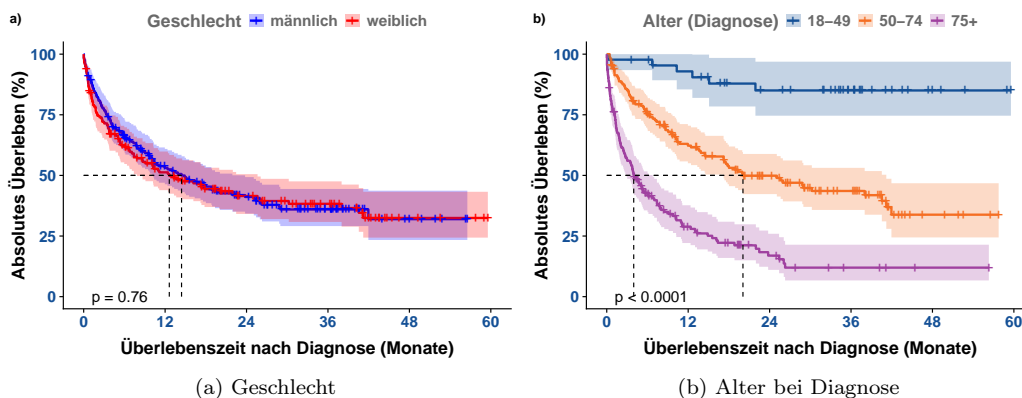 a)
Geschlecht männlich weiblich
Absolutes Überleben (%)
100
75
50
25
0
p = 0.76
0 12 24 36 48 60
Überlebenszeit nach Diagnose (Monate)
(a) Geschlecht
b)
Alter (Diagnose) 18–49 50–74 75+
Absolutes Überleben (%)
100
75
50
25
0
p < 0.0001
0 12 24 36 48 60
Überlebenszeit nach Diagnose (Monate)
(b) Alter bei Diagnose